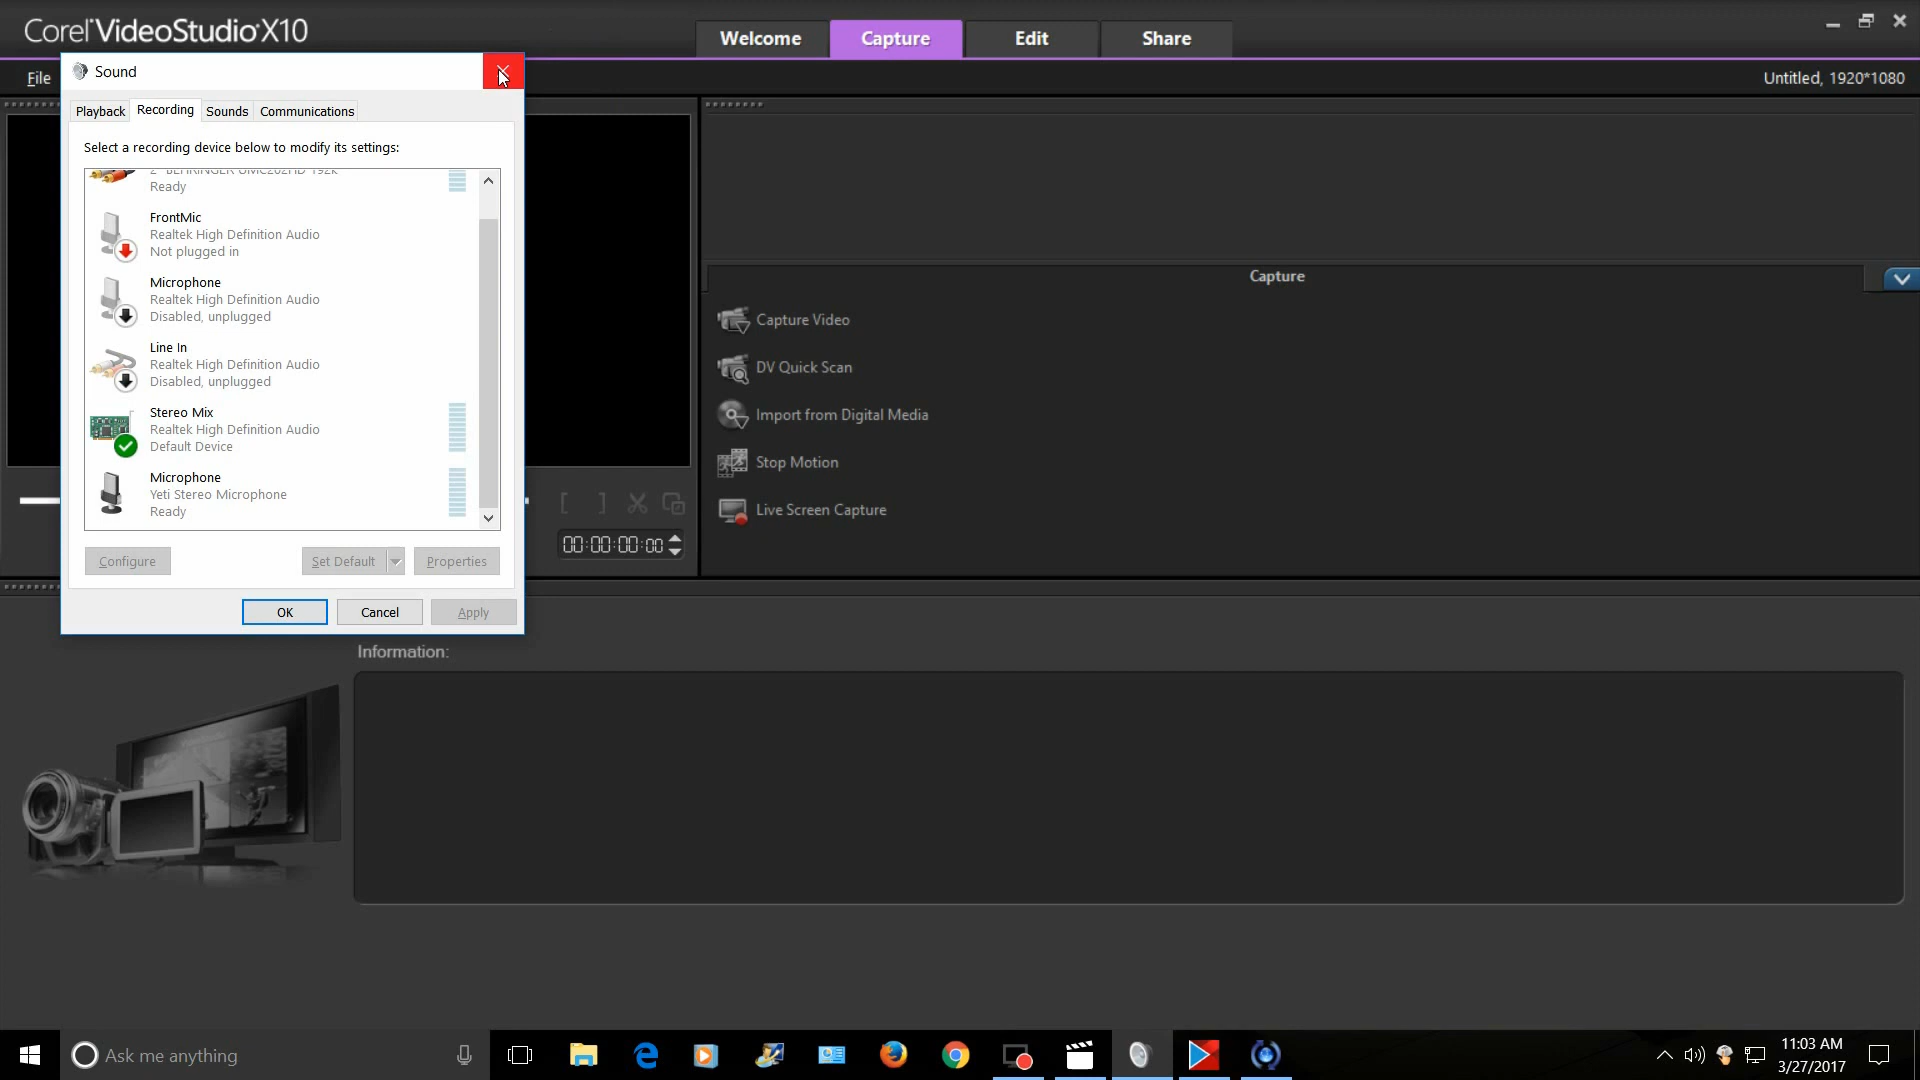 Corel VideoStudio X10
Welcome
Capture
Edit
Share
File
Untitled, 1920*1080
Sound
Playback
Recording
Sounds
Communications
Select a recording device below to modify its settings:
2- BEHRINGER UMC202HD 192k
Ready
FrontMic
Realtek High Definition Audio
Not plugged in
Microphone
Realtek High Definition Audio
Disabled, unplugged
Line In
Realtek High Definition Audio
Disabled, unplugged
Stereo Mix
Realtek High Definition Audio
Default Device
Microphone
Yeti Stereo Microphone
Ready
Configure
Set Default
Properties
OK
Cancel
Apply
00:00:00:00
Capture
Capture Video
DV Quick Scan
Import from Digital Media
Stop Motion
Live Screen Capture
Information:
Ask me anything
11:03 AM
3/27/2017